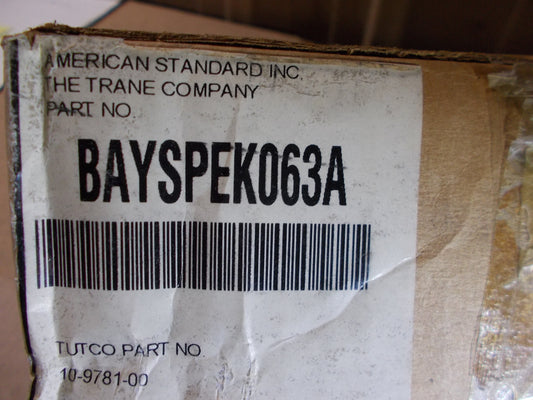 AMERICAN STANDARD INC.
THE TRANE COMPANY
PART NO.
BAYSPEK063A
TUTCO PART NO.
10-9781-00